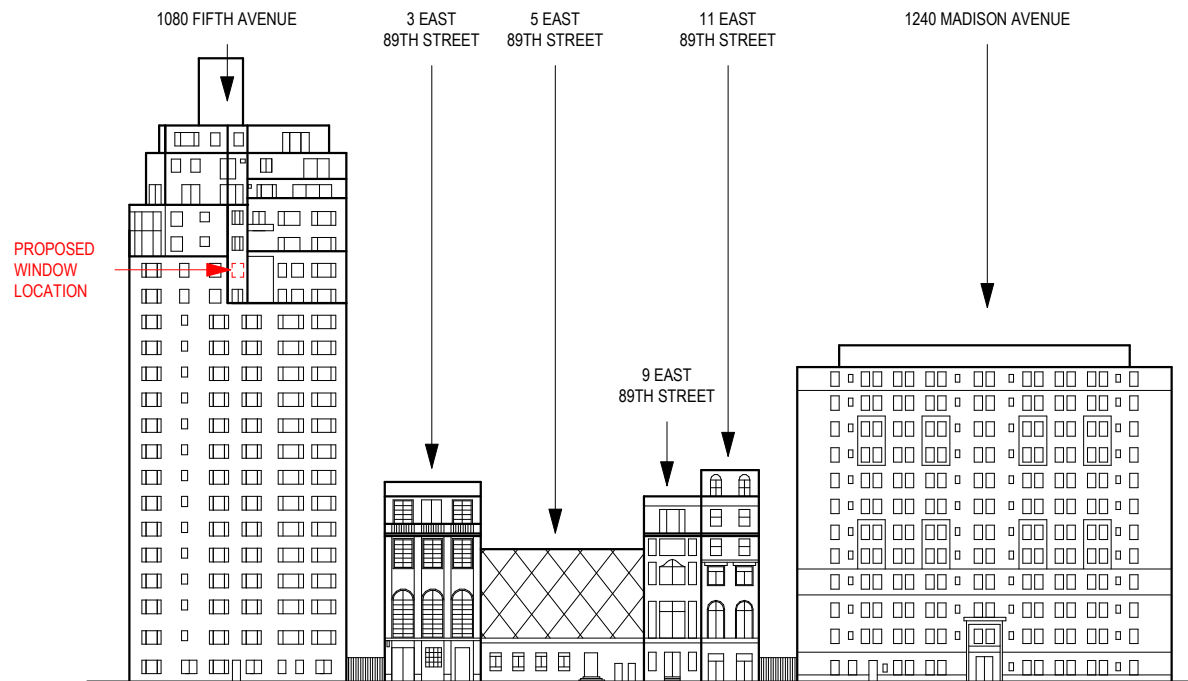 1080 FIFTH AVENUE
3 EAST
89TH STREET
5 EAST
89TH STREET
11 EAST
89TH STREET
1240 MADISON AVENUE
PROPOSED
WINDOW
LOCATION
9 EAST
89TH STREET